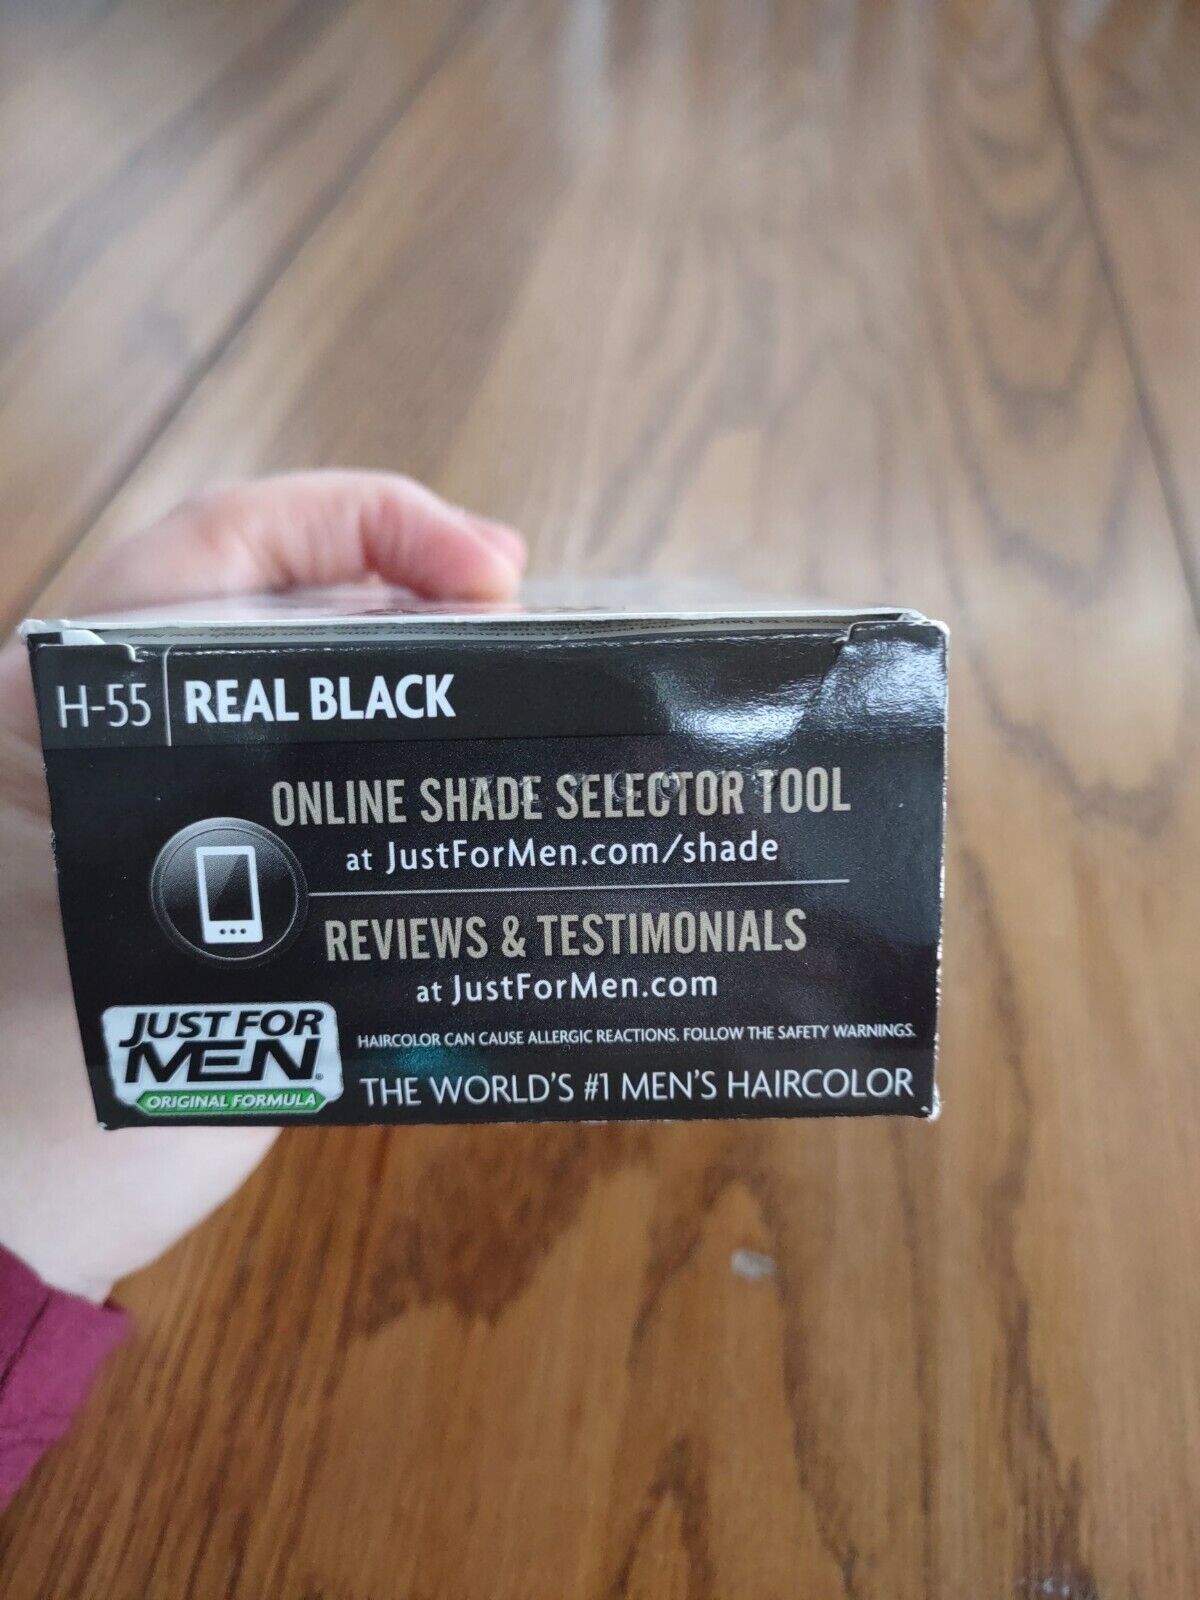 H-55 REAL BLACK
ONLINE SHADE SELECTOR TOOL
at JustForMen.com/shade
REVIEWS & TESTIMONIALS
at JustForMen.com
JUST FOR
MEN®
ORIGINAL FORMULA
HAIRCOLOR CAN CAUSE ALLERGIC REACTIONS. FOLLOW THE SAFETY WARNINGS.
THE WORLD'S #1 MEN'S HAIRCOLOR